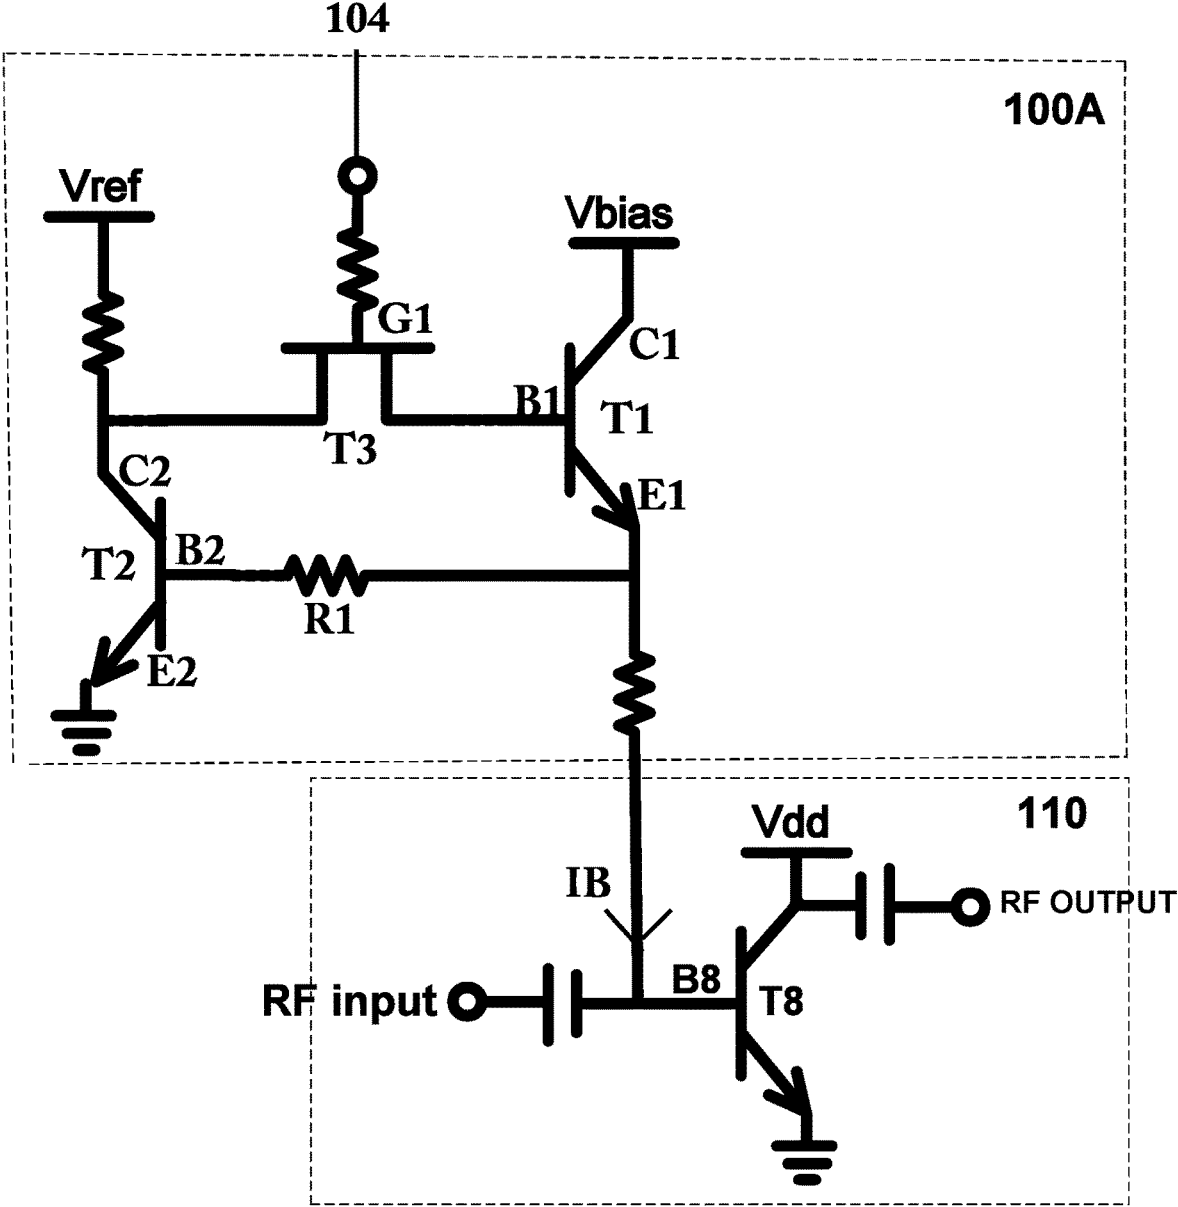 104
100A
Vref
Vbias
G1
C1
B1
T1
T3
C2
E1
B2
T2
R1
E2
110
Vdd
IB
RF OUTPUT
B8
RF input
T8